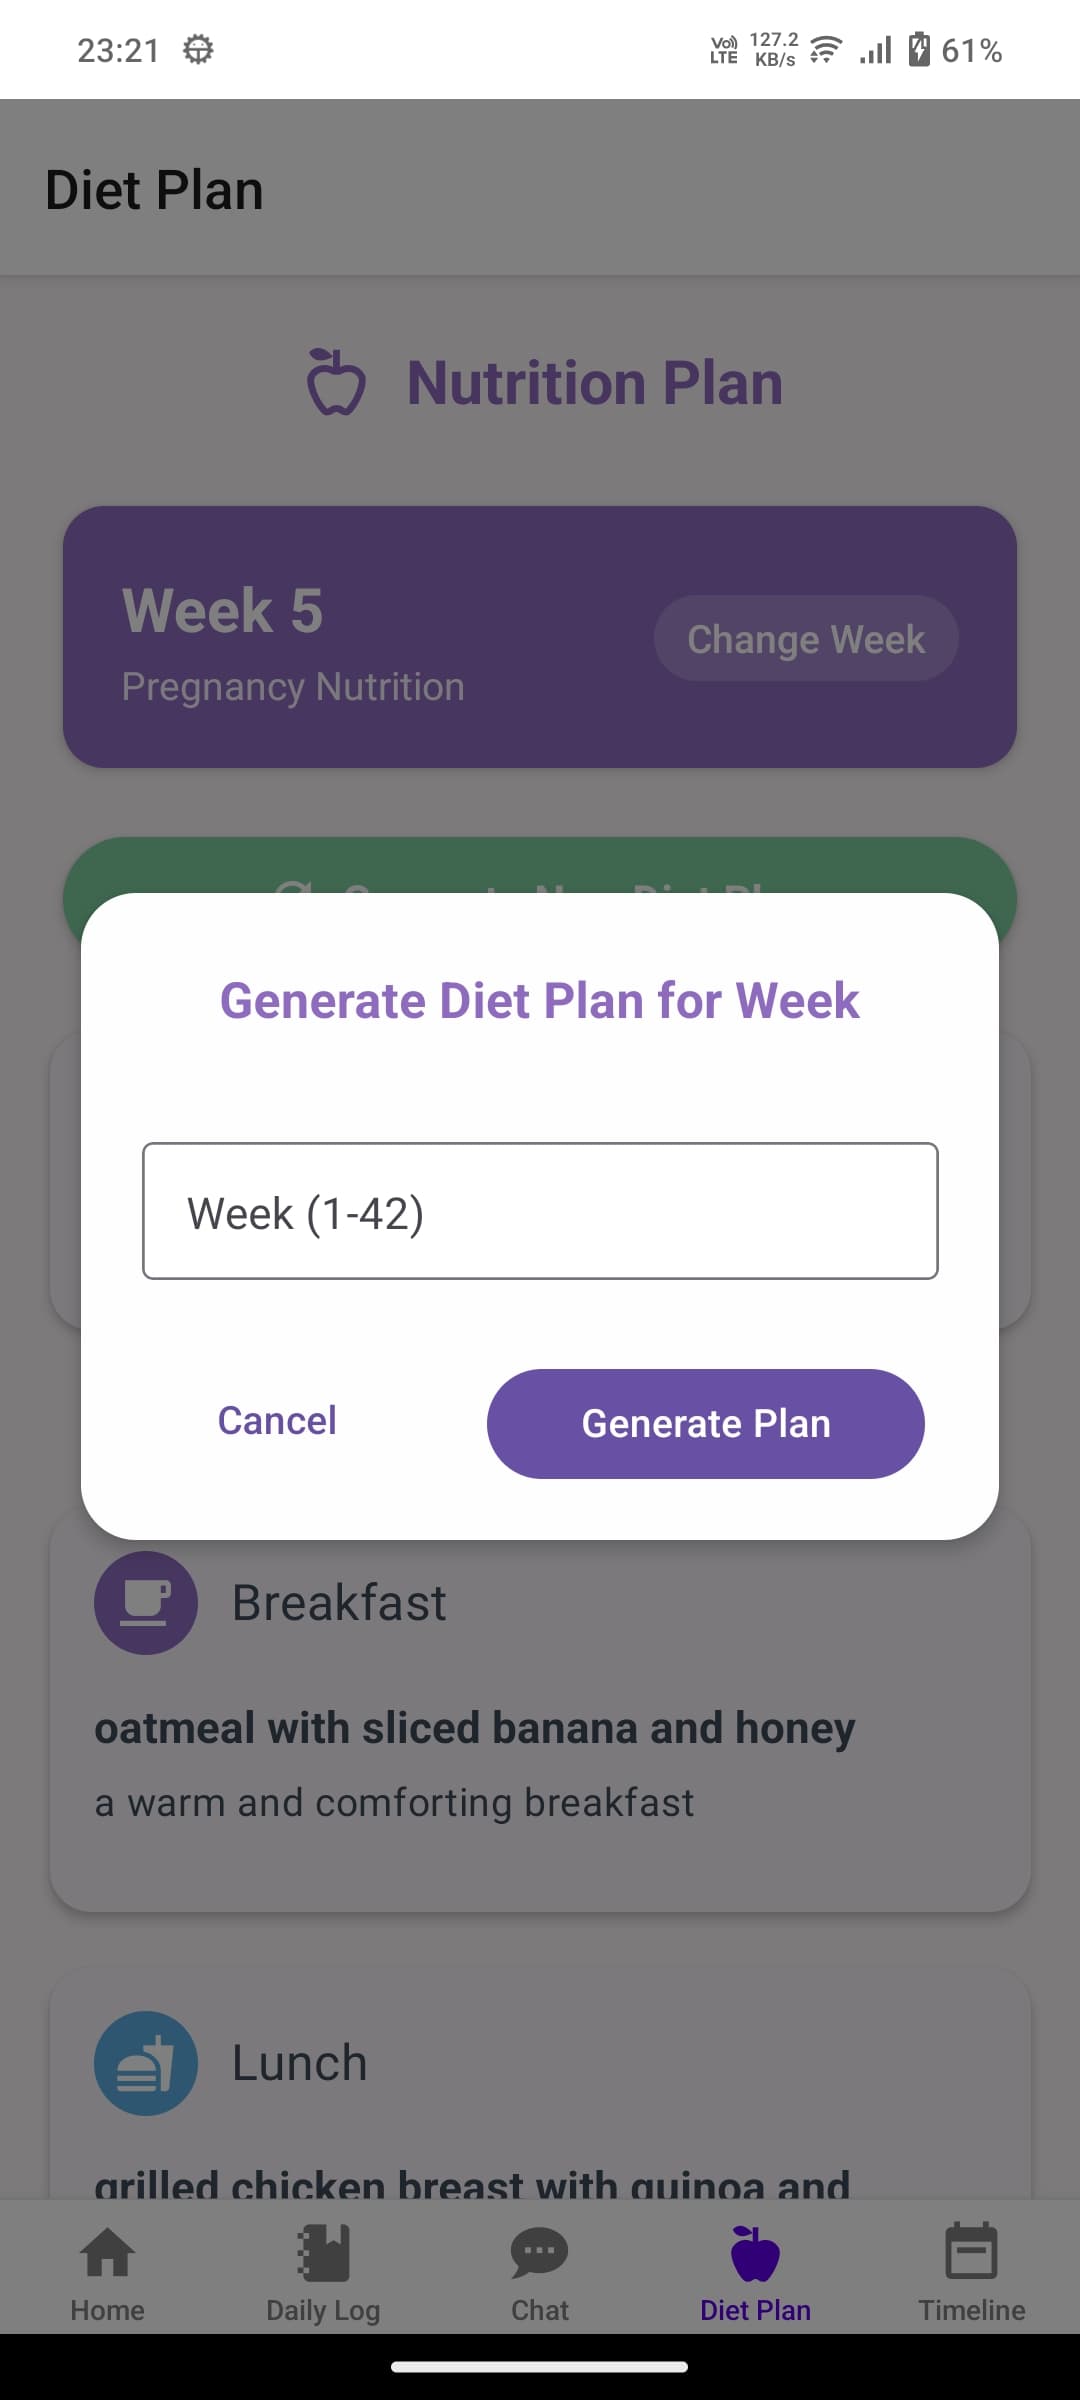 23:21
Vo)) LTE 127.2 KB/s 61%
Diet Plan
Nutrition Plan
Week 5
Pregnancy Nutrition
Change Week
Generate Diet Plan for Week
Week (1-42)
Cancel
Generate Plan
Breakfast
oatmeal with sliced banana and honey
a warm and comforting breakfast
Lunch
grilled chicken breast with quinoa and
Home
Daily Log
Chat
Diet Plan
Timeline